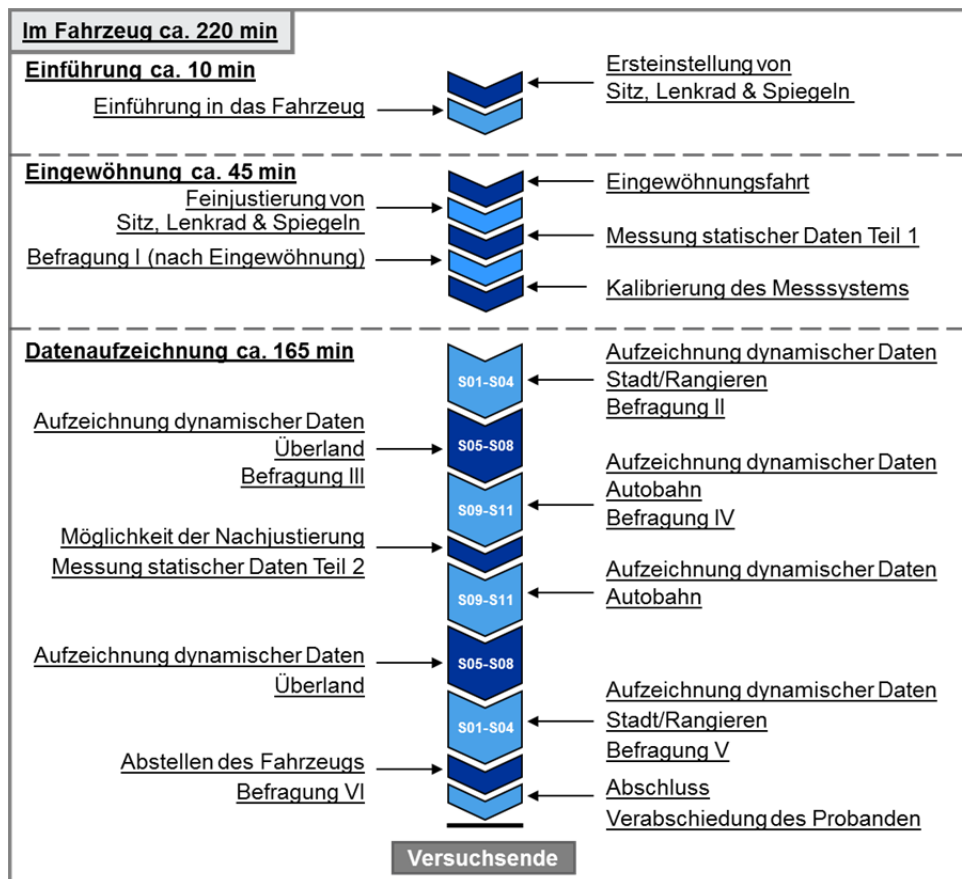 Im Fahrzeug ca. 220 min
Einführung ca. 10 min
Ersteinstellung von
Sitz, Lenkrad & Spiegeln
Einführung in das Fahrzeug
Eingewöhnung ca. 45 min
Eingewöhnungsfahrt
Feinjustierung von
Sitz, Lenkrad & Spiegeln
Messung statischer Daten Teil 1
Befragung I (nach Eingewöhnung)
Kalibrierung des Messsystems
Datenaufzeichnung ca. 165 min
S01-S04
Aufzeichnung dynamischer Daten
Stadt/Rangieren
Befragung II
Aufzeichnung dynamischer Daten
Überland
Befragung III
S05-S08
S09-S11
Aufzeichnung dynamischer Daten
Autobahn
Befragung IV
Möglichkeit der Nachjustierung
Messung statischer Daten Teil 2
S09-S11
Aufzeichnung dynamischer Daten
Autobahn
Aufzeichnung dynamischer Daten
Überland
S05-S08
S01-S04
Aufzeichnung dynamischer Daten
Stadt/Rangieren
Befragung V
Abstellen des Fahrzeugs
Befragung VI
Abschluss
Verabschiedung des Probanden
Versuchsende